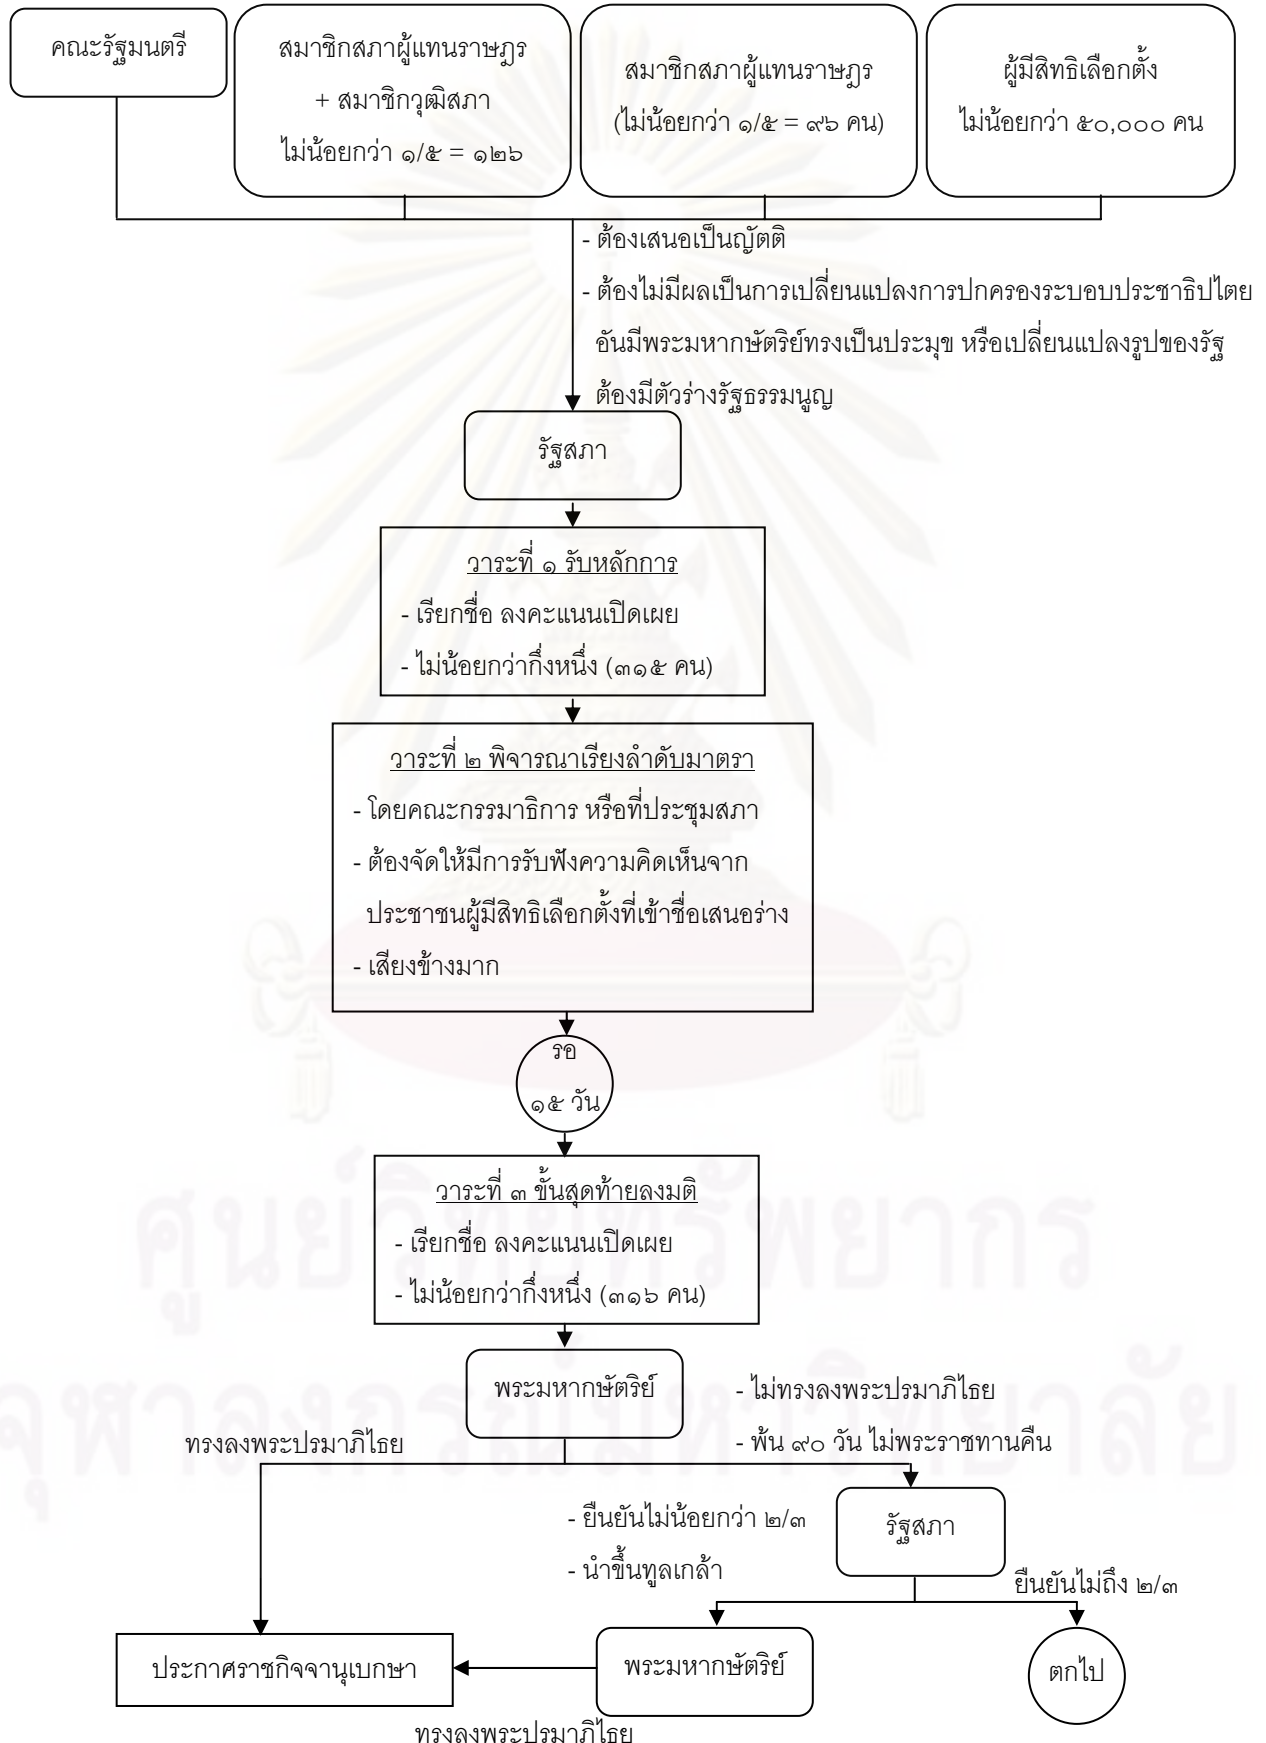 คณะรัฐมนตรี
สมาชิกสภาผู้แทนราษฎร
+ สมาชิกวุฒิสภา
ไม่น้อยกว่า ๑/๕ = ๑๒๖
สมาชิกสภาผู้แทนราษฎร
(ไม่น้อยกว่า ๑/๕ = ๙๖ คน)
ผู้มีสิทธิเลือกตั้ง
ไม่น้อยกว่า ๕๐,๐๐๐ คน
- ต้องเสนอเป็นญัตติ
- ต้องไม่มีผลเป็นการเปลี่ยนแปลงการปกครองระบอบประชาธิปไตย
อันมีพระมหากษัตริย์ทรงเป็นประมุข หรือเปลี่ยนแปลงรูปของรัฐ
ต้องมีตัวร่างรัฐธรรมนูญ
รัฐสภา
วาระที่ ๑ รับหลักการ
- เรียกชื่อ ลงคะแนนเปิดเผย
- ไม่น้อยกว่ากึ่งหนึ่ง (๓๑๕ คน)
วาระที่ ๒ พิจารณาเรียงลำดับมาตรา
- โดยคณะกรรมาธิการ หรือที่ประชุมสภา
- ต้องจัดให้มีการรับฟังความคิดเห็นจาก
ประชาชนผู้มีสิทธิเลือกตั้งที่เข้าชื่อเสนอร่าง
- เสียงข้างมาก
รอ
๑๕ วัน
วาระที่ ๓ ขั้นสุดท้ายลงมติ
- เรียกชื่อ ลงคะแนนเปิดเผย
- ไม่น้อยกว่ากึ่งหนึ่ง (๓๑๖ คน)
พระมหากษัตริย์
- ไม่ทรงลงพระปรมาภิไธย
- พ้น ๙๐ วัน ไม่พระราชทานคืน
ทรงลงพระปรมาภิไธย
- ยืนยันไม่น้อยกว่า ๒/๓
- นำขึ้นทูลเกล้า
รัฐสภา
ยืนยันไม่ถึง ๒/๓
ประกาศราชกิจจานุเบกษา
พระมหากษัตริย์
ตกไป
ทรงลงพระปรมาภิไธย
ศูนย์วิทยทรัพยากร
จุฬาลงกรณ์มหาวิทยาลัย